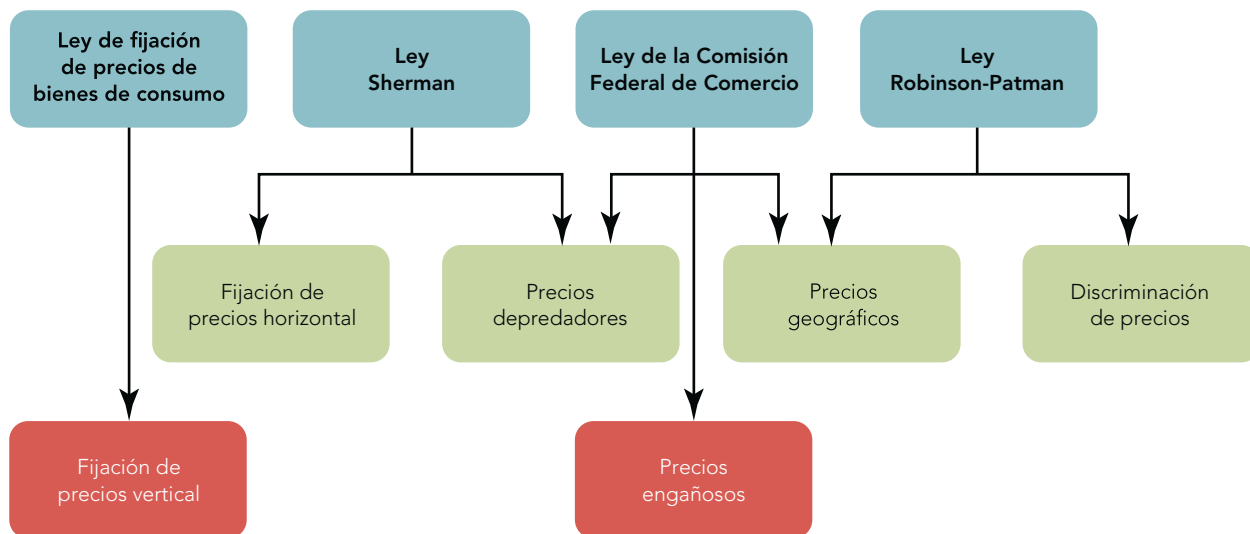 Ley de fijación
de precios de
bienes de consumo
Ley
Sherman
Ley de la Comisión
Federal de Comercio
Ley
Robinson-Patman
Fijación de
precios horizontal
Precios
depredadores
Precios
geográficos
Discriminación
de precios
Fijación de
precios vertical
Precios
engañosos